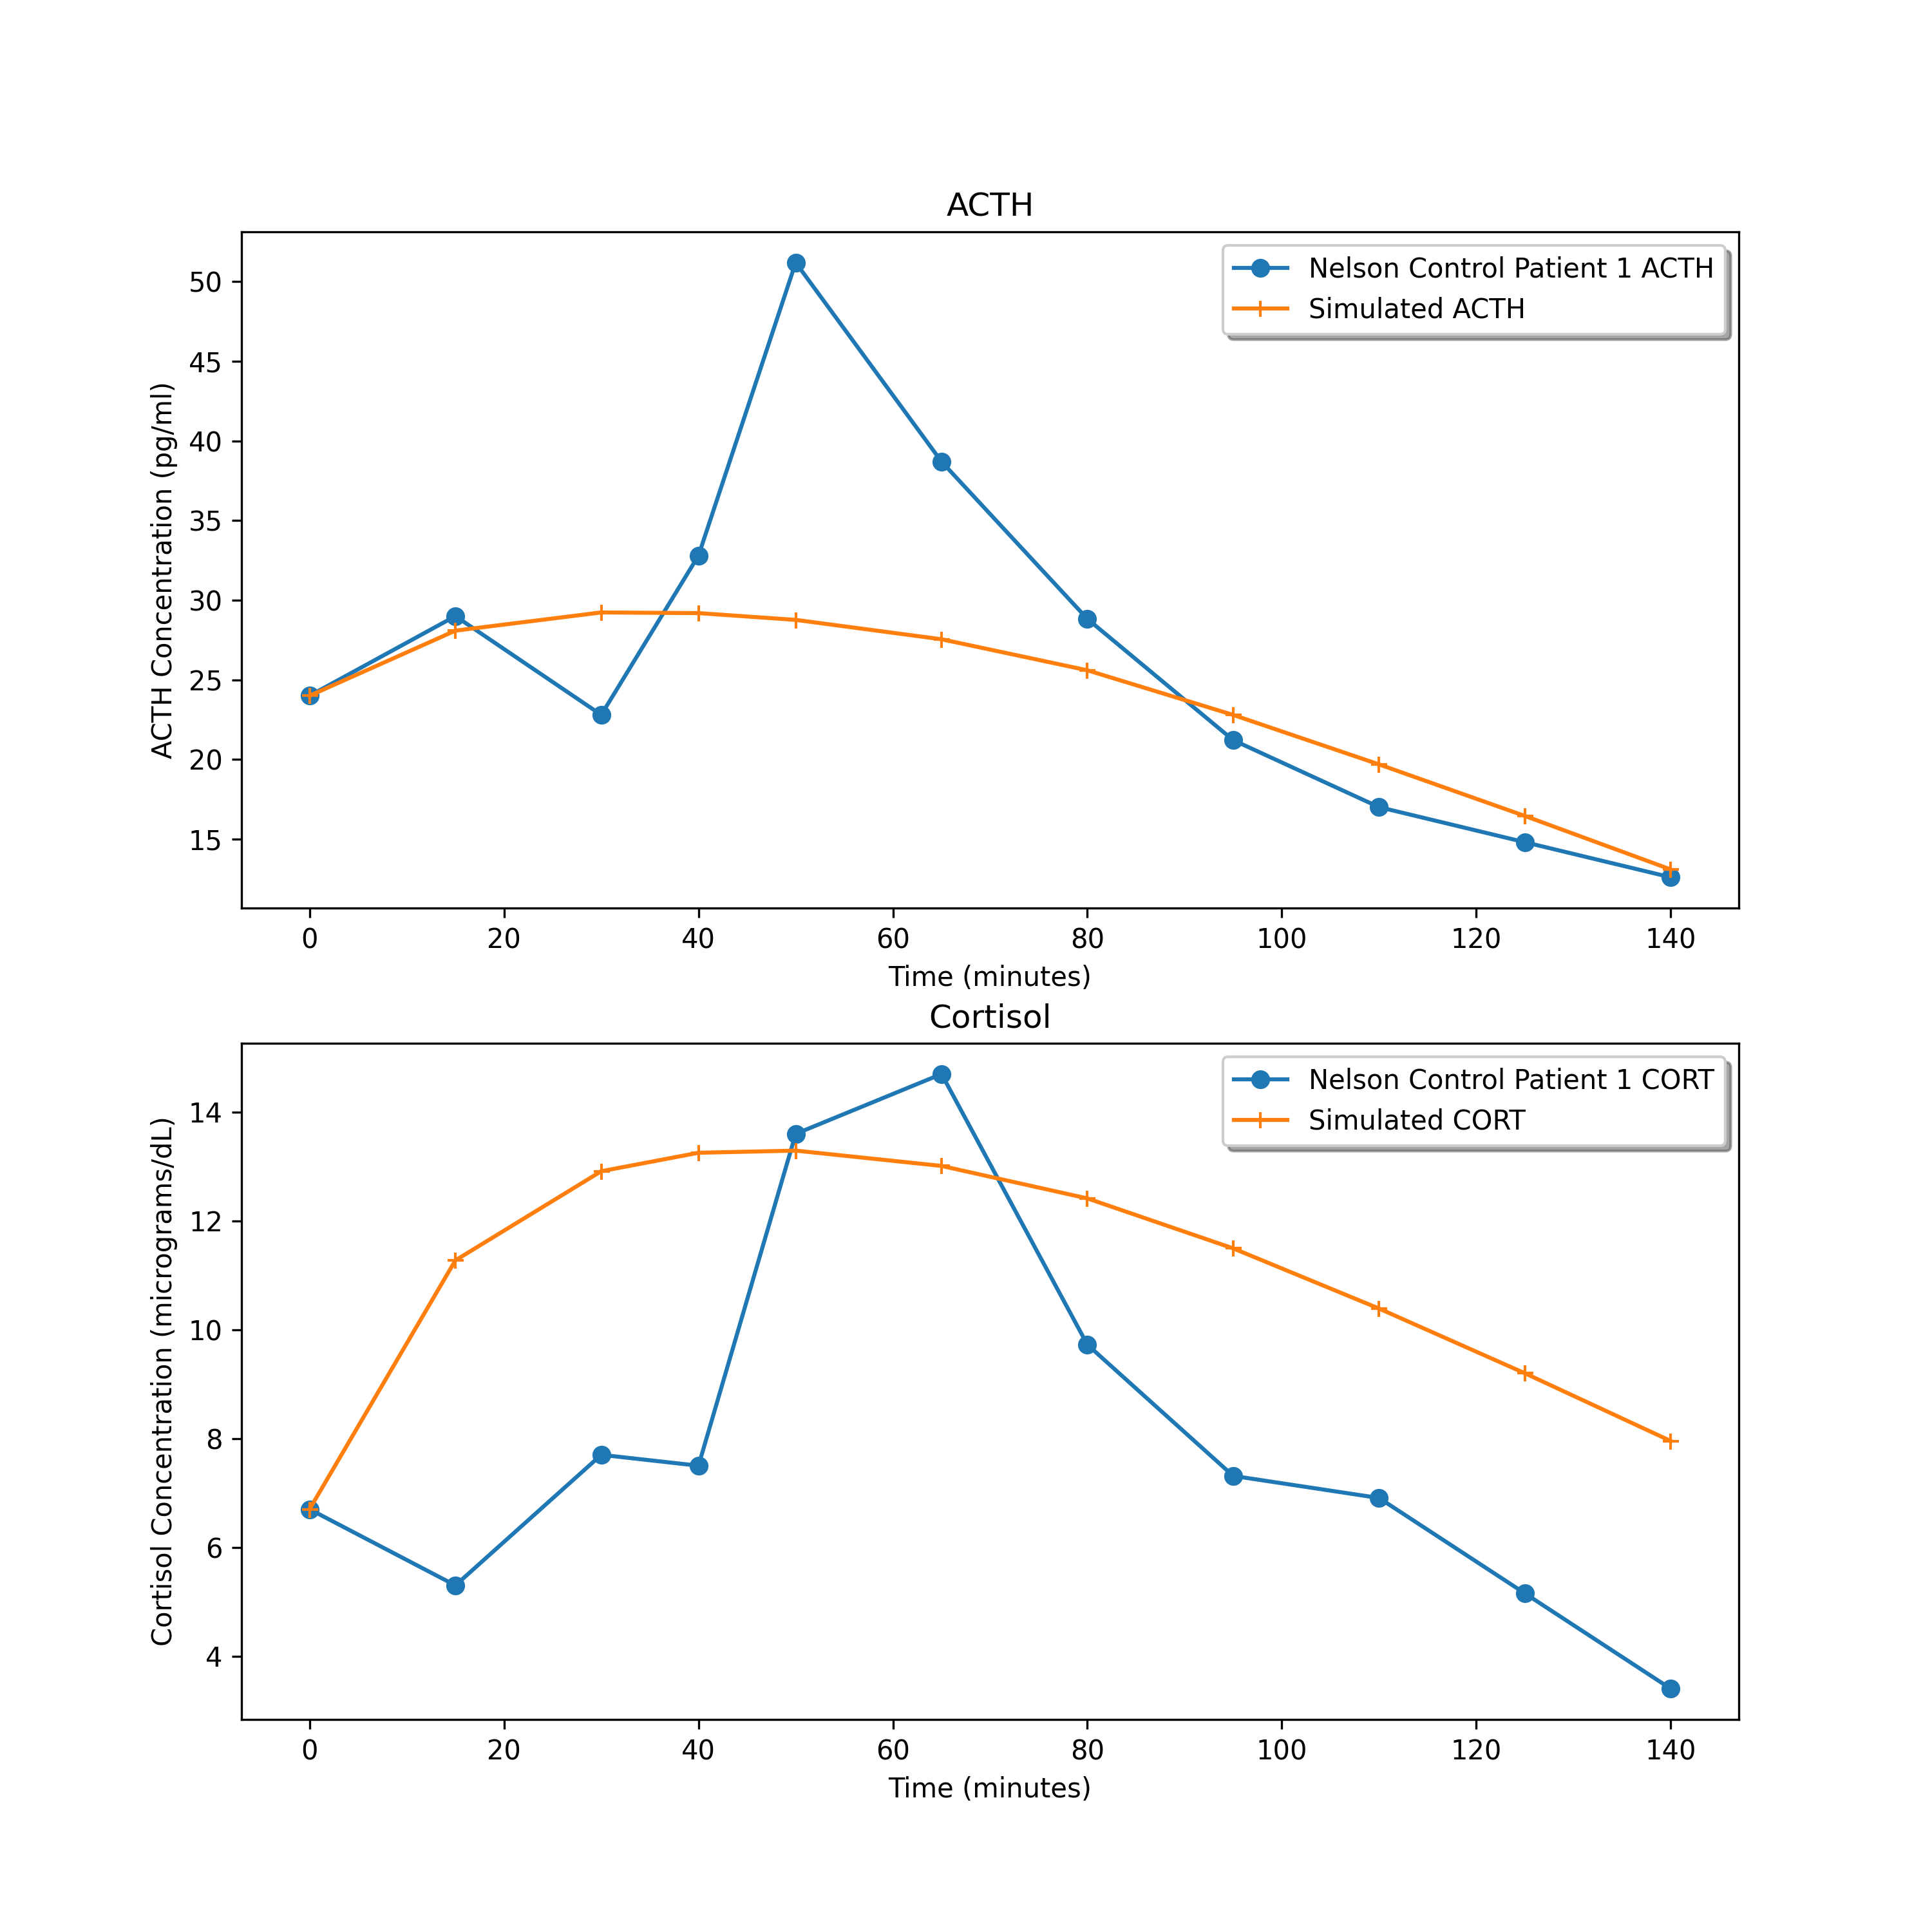 ACTH
Nelson Control Patient 1 ACTH
Simulated ACTH
ACTH Concentration (pg/ml)
50
45
40
35
30
25
20
15
0 20 40 60 80 100 120 140
Time (minutes)
Cortisol
Nelson Control Patient 1 CORT
Simulated CORT
Cortisol Concentration (micrograms/dL)
14
12
10
8
6
4
0 20 40 60 80 100 120 140
Time (minutes)